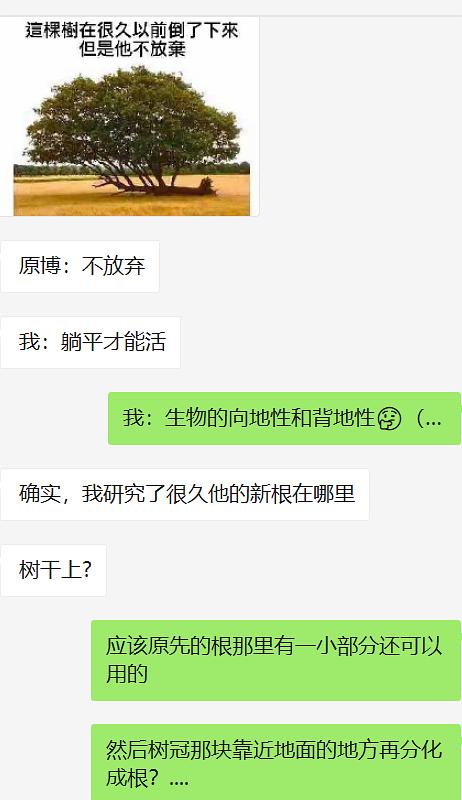 這棵樹在很久以前倒了下來
但是他不放棄
原博：不放弃
我：躺平才能活
我：生物的向地性和背地性（...
确实，我研究了很久他的新根在哪里
树干上？
应该原先的根那里有一小部分还可以
用的
然后树冠那块靠近地面的地方再分化
成根？....